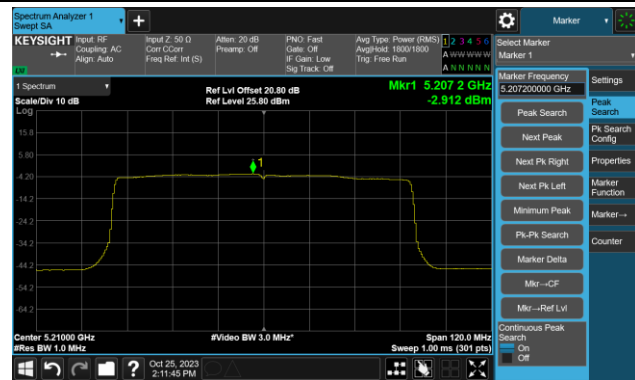 Spectrum Analyzer 1
Swept SA
+
Marker
KEYSIGHT
Input: RF
Coupling: AC
Align: Auto
Input Z: 50 Ω
Corr CCorr
Freq Ref: Int (S)
Atten: 20 dB
Preamp: Off
PNO: Fast
Gate: Off
IF Gain: Low
Sig Track: Off
Avg Type: Power (RMS)
Avg|Hold: 1800/1800
Trig: Free Run
1 2 3 4 5 6
A W W W W W
A N N N N N
LW
Select Marker
Marker 1
1 Spectrum
Scale/Div 10 dB
Log
Ref Lvl Offset 20.80 dB
Ref Level 25.80 dBm
Mkr1 5.207 2 GHz
-2.912 dBm
15.8
5.80
-4.20
-14.2
-24.2
-34.2
-44.2
-54.2
-64.2
1
Center 5.21000 GHz
#Res BW 1.0 MHz
#Video BW 3.0 MHz*
Span 120.0 MHz
Sweep 1.00 ms (301 pts)
Marker Frequency
5.207200000 GHz
Peak Search
Next Peak
Next Pk Right
Next Pk Left
Minimum Peak
Pk-Pk Search
Marker Delta
Mkr→CF
Mkr→Ref Lvl
Continuous Peak
Search
On
Off
Settings
Peak
Search
Pk Search
Config
Properties
Marker
Function
Marker→
Counter
?
Oct 25, 2023
2:11:45 PM